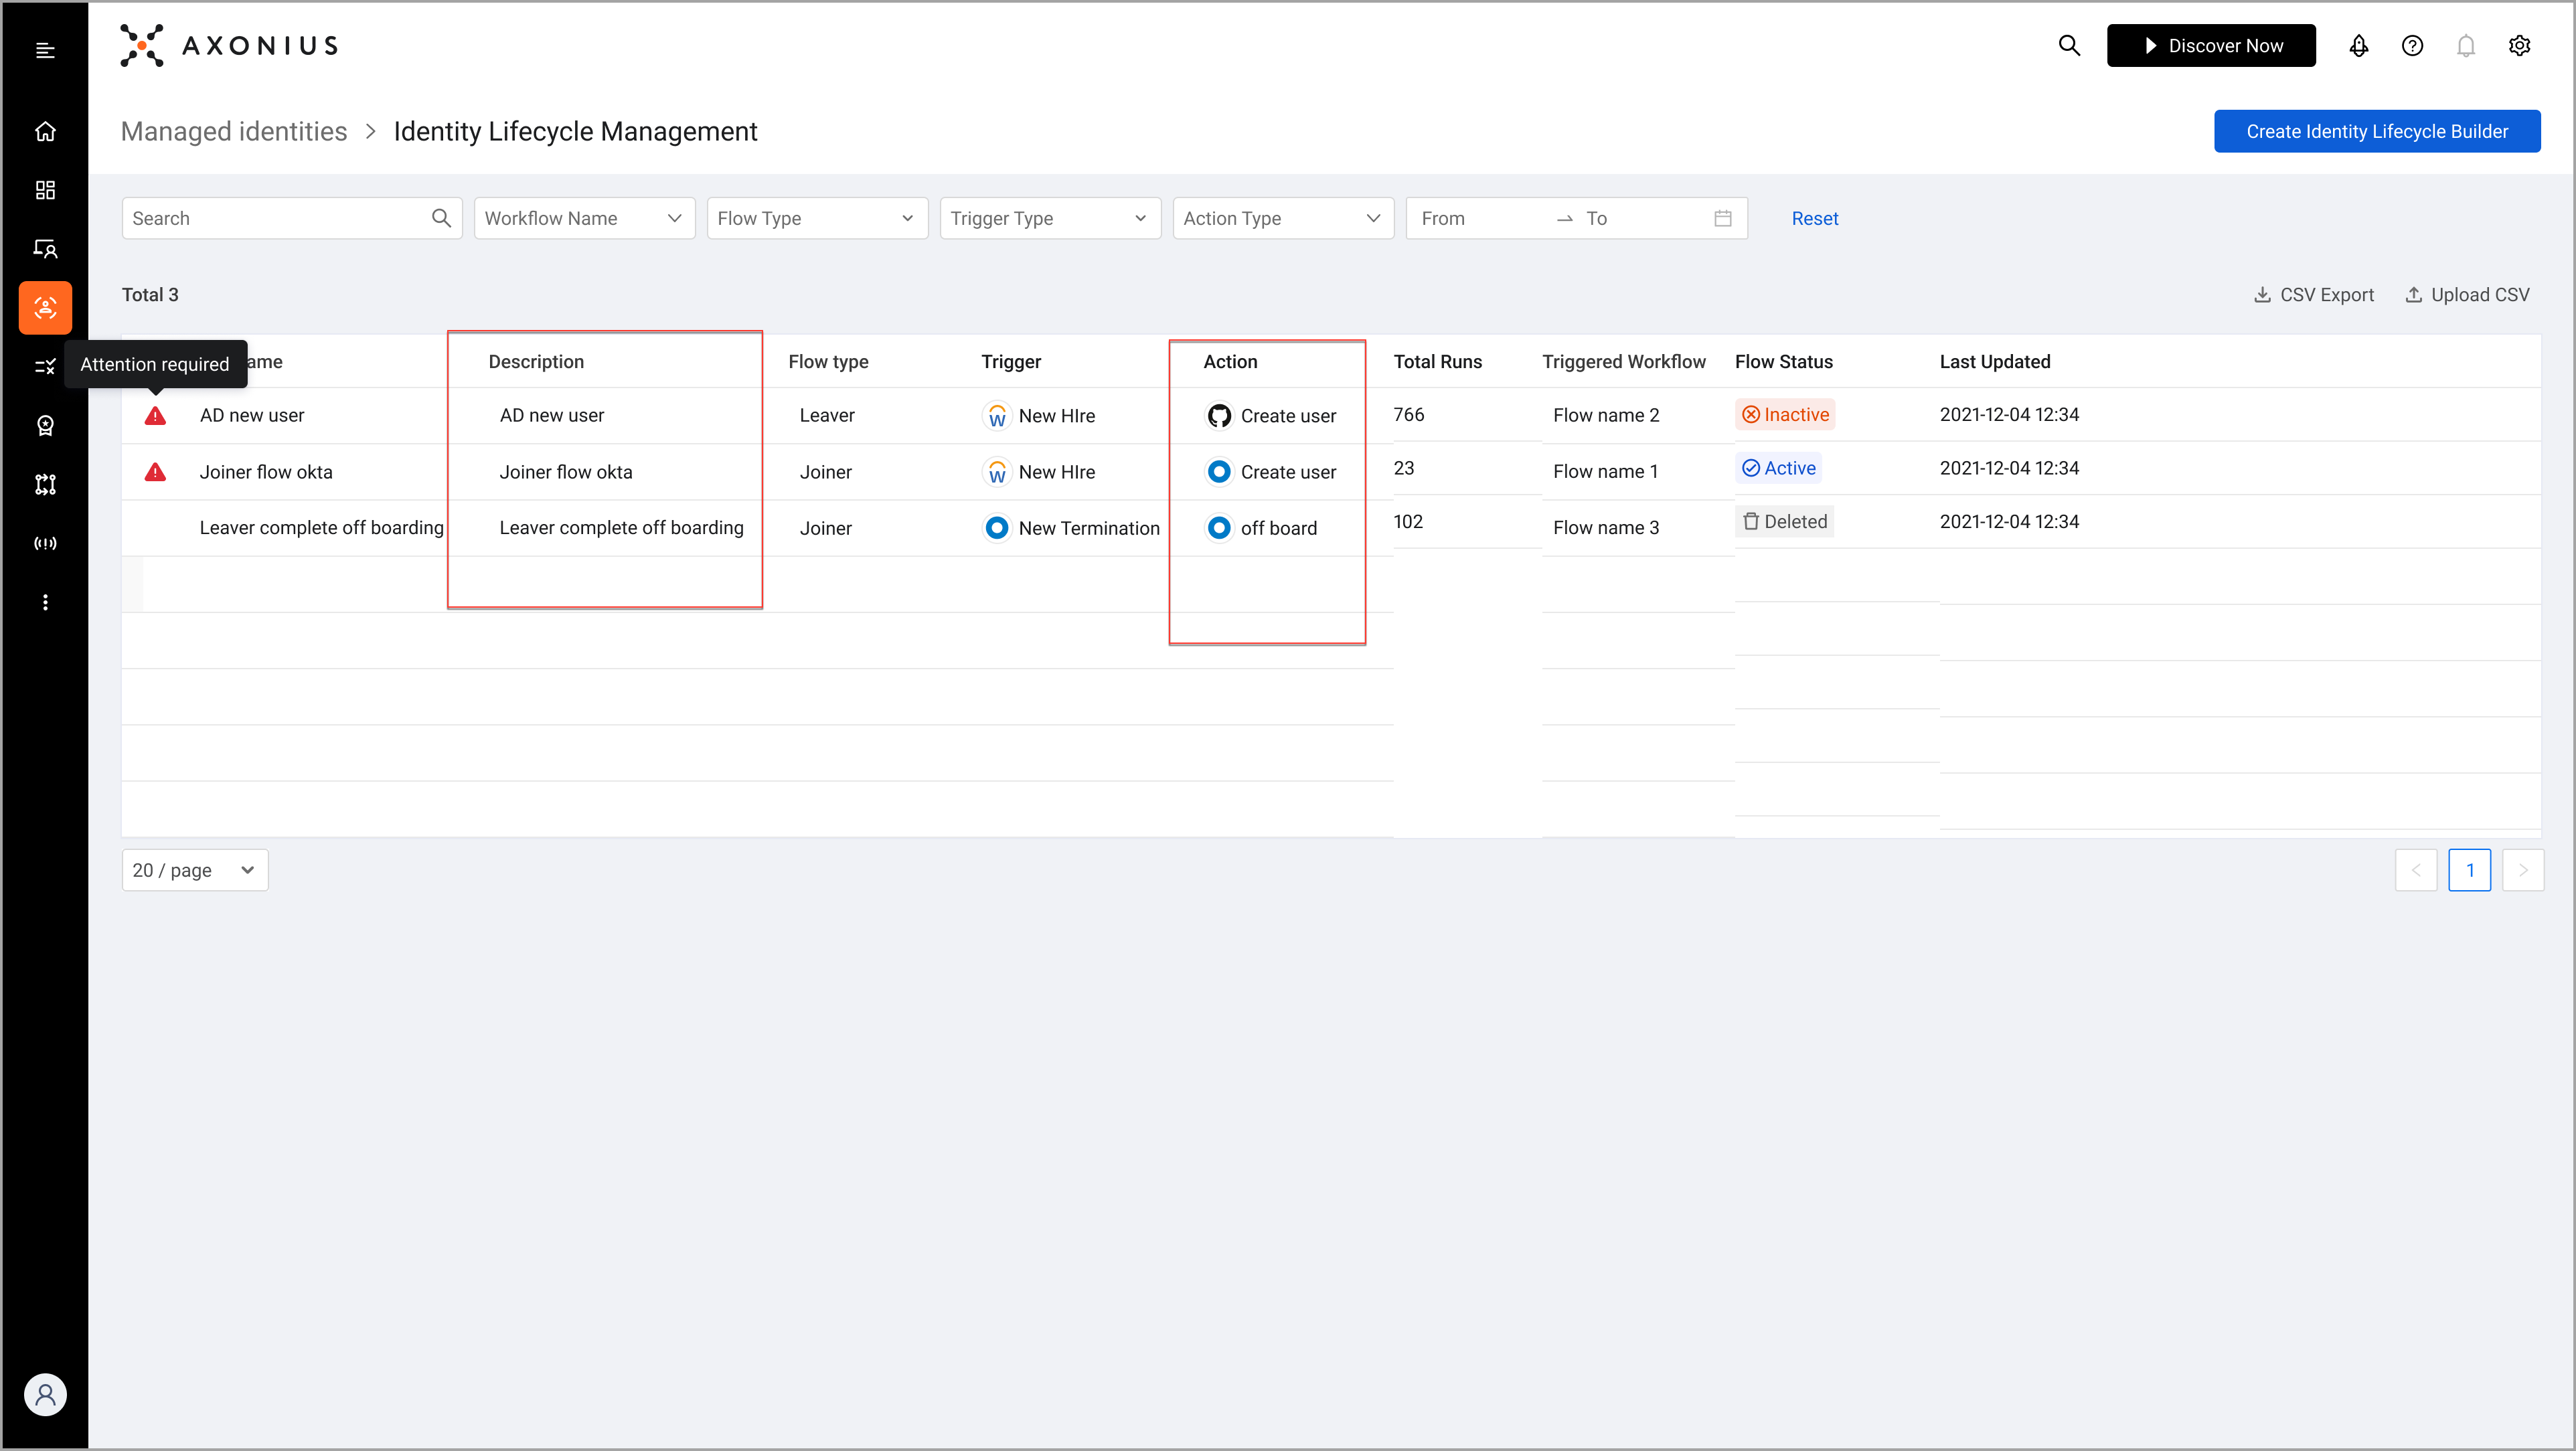 AXONIUS
Discover Now
Managed identities > Identity Lifecycle Management
Create Identity Lifecycle Builder
Search
Workflow Name
Flow Type
Trigger Type
Action Type
From → To
Reset
Total 3
CSV Export
Upload CSV
Attention required
ame Description Flow type Trigger Action Total Runs Triggered Workflow Flow Status Last Updated
AD new user AD new user Leaver W New HIre Create user 766 Flow name 2 Inactive 2021-12-04 12:34
Joiner flow okta Joiner flow okta Joiner W New HIre Create user 23 Flow name 1 Active 2021-12-04 12:34
Leaver complete off boarding Leaver complete off boarding Joiner New Termination off board 102 Flow name 3 Deleted 2021-12-04 12:34
20 / page
< 1 >